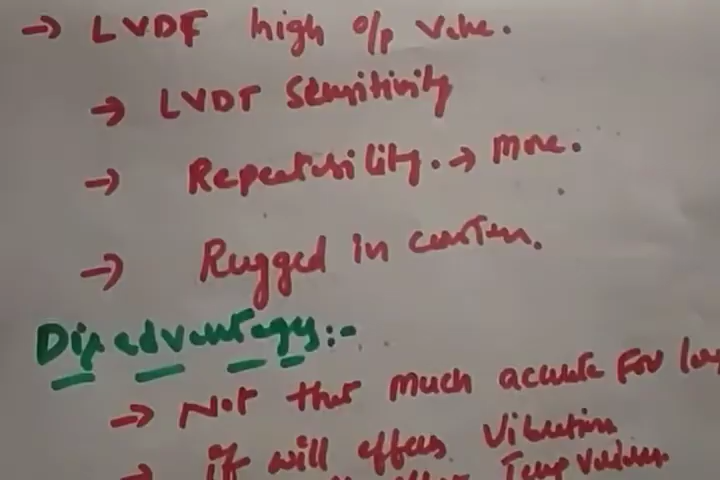 → LVDT high o/p value.
→ LVDT Sensitivity
→ Repeatability. → more.
→ Rugged in
Disadvantages:-
→ Not that much accurate For
→ it will effects Vibration
Temp